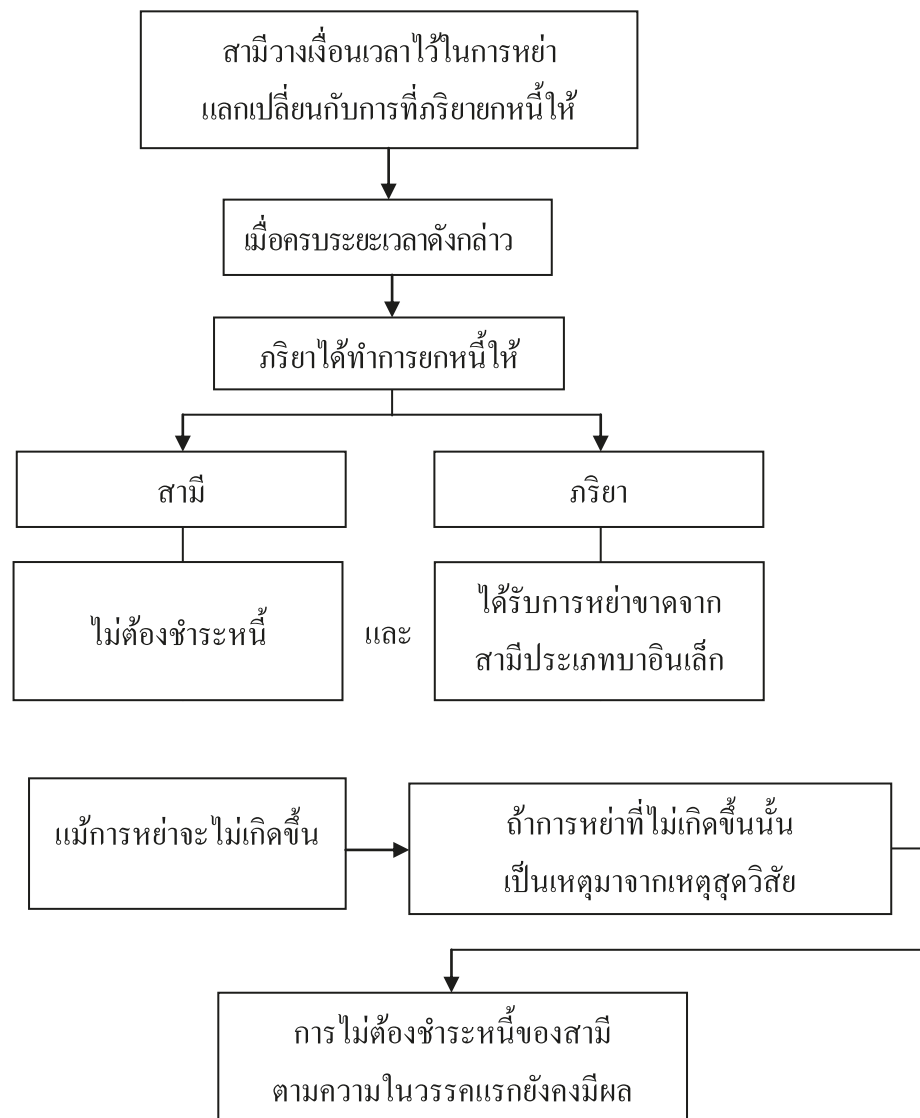 สามีวางเงื่อนเวลาไว้ในการหย่า
แลกเปลี่ยนกับการที่ภริยายกหนี้ให้
เมื่อครบระยะเวลาดังกล่าว
ภริยาได้ทำการยกหนี้ให้
สามี
ภริยา
ไม่ต้องชำระหนี้
และ
ได้รับการหย่าขาดจาก
สามีประเภทบาอินเล็ก
แม้การหย่าจะไม่เกิดขึ้น
ถ้าการหย่าที่ไม่เกิดขึ้นนั้น
เป็นเหตุมาจากเหตุสุดวิสัย
การไม่ต้องชำระหนี้ของสามี
ตามความในวรรคแรกยังคงมีผล